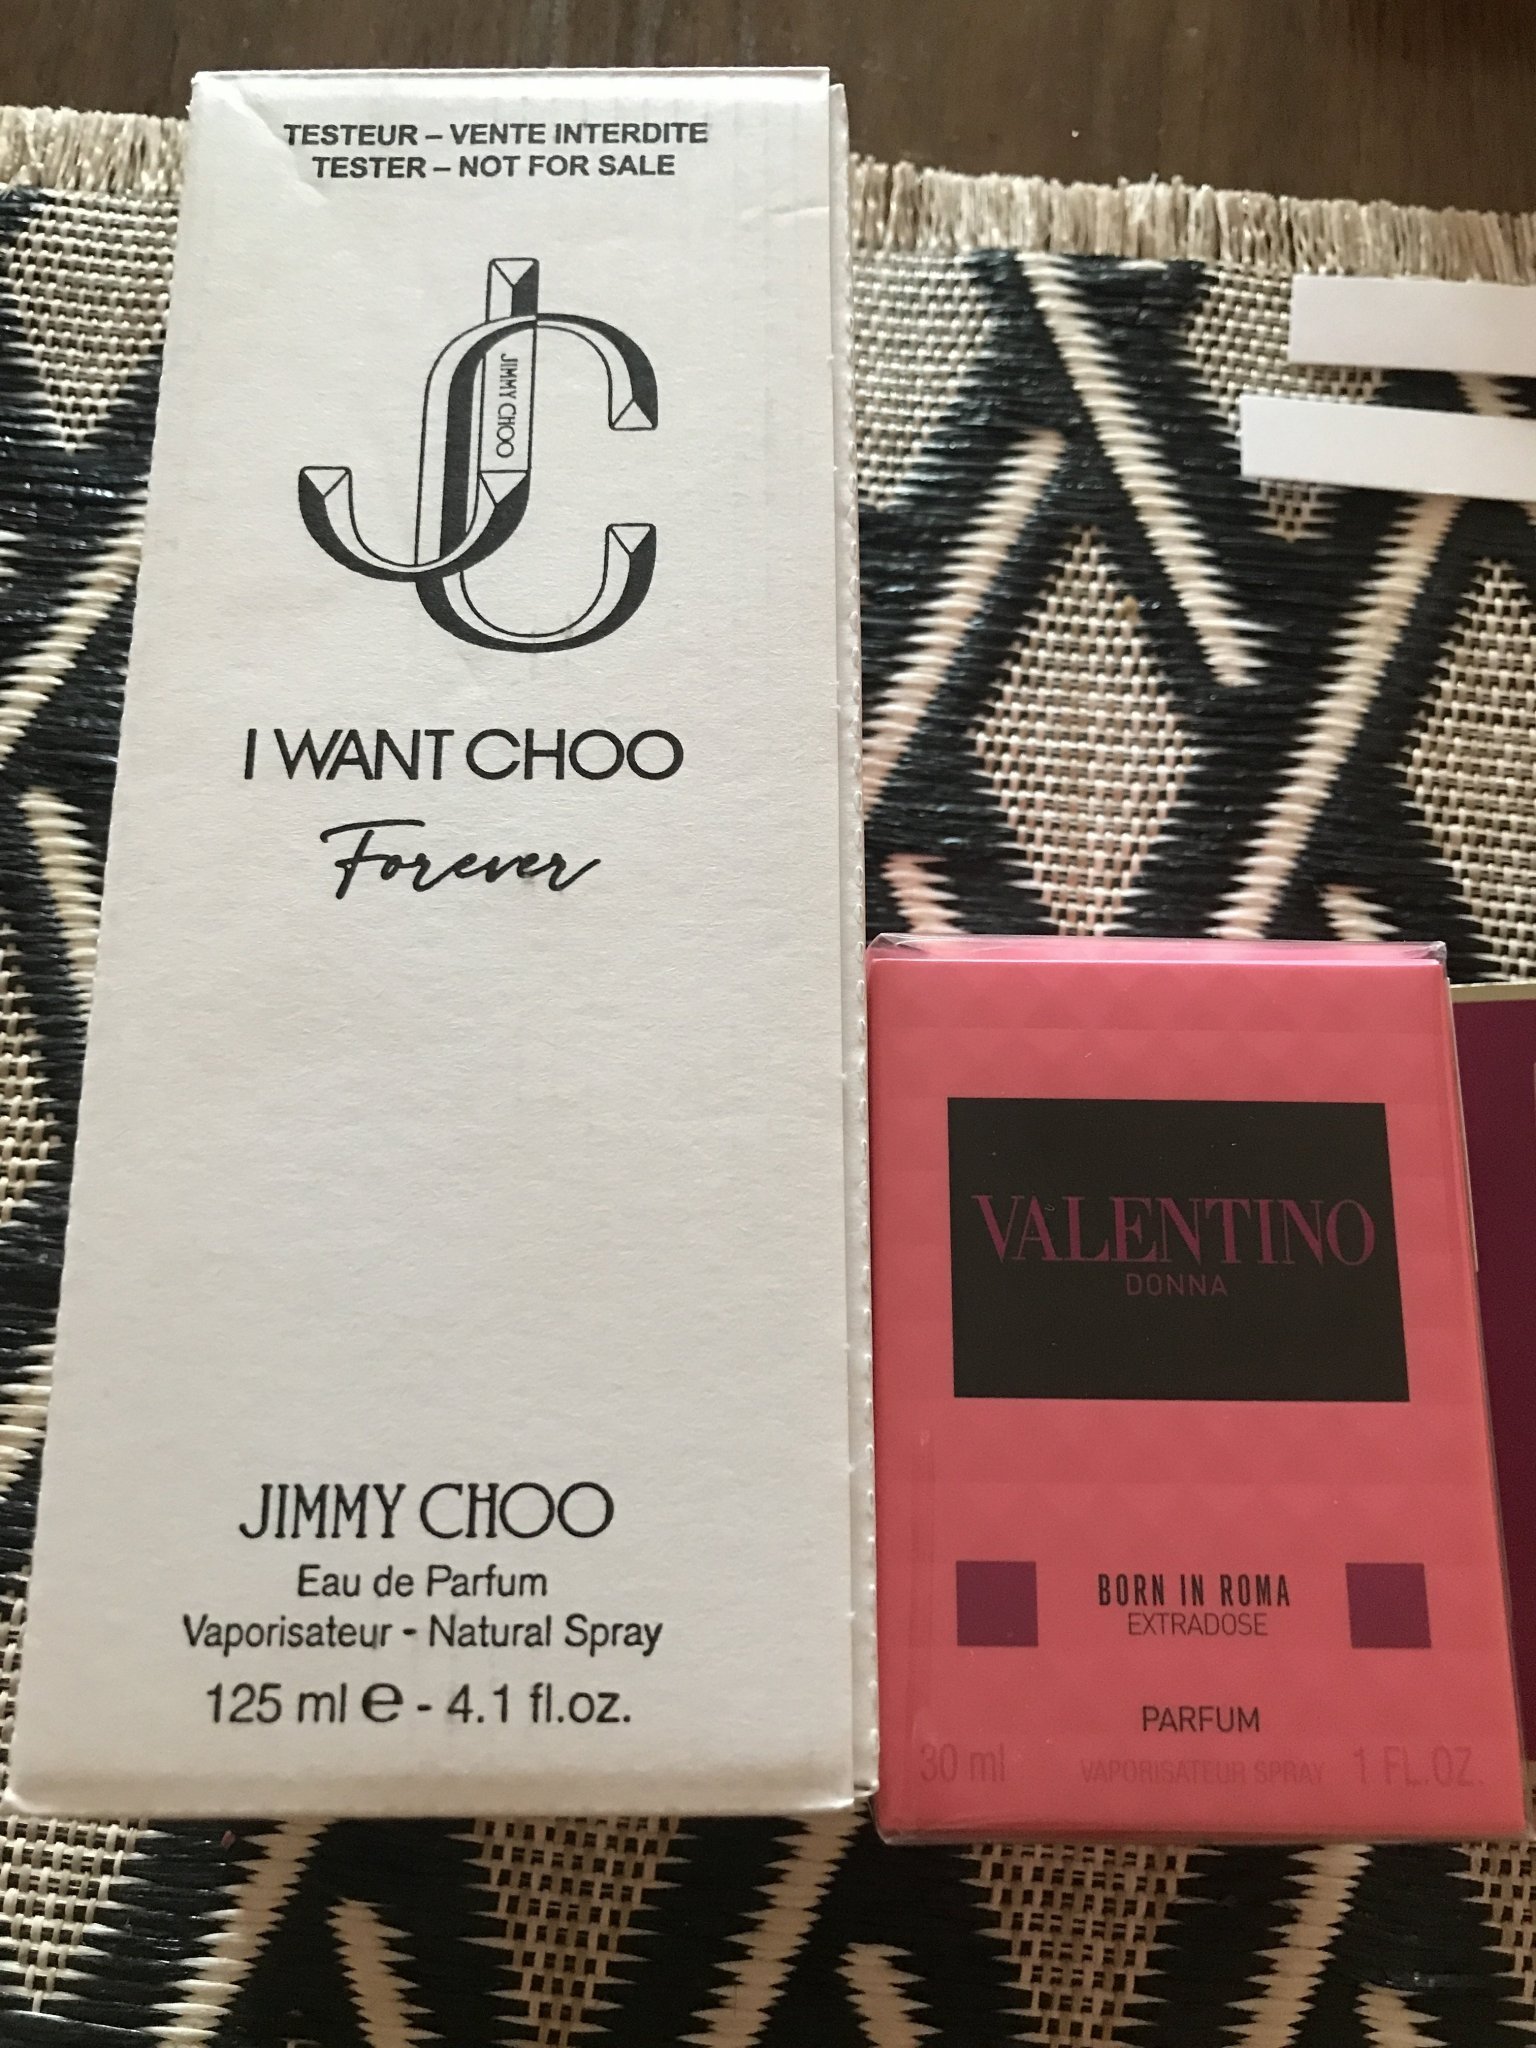 TESTEUR – VENTE INTERDITE
TESTER – NOT FOR SALE
JIMMY CHOO
I WANT CHOO
Forever
JIMMY CHOO
Eau de Parfum
Vaporisateur - Natural Spray
125 ml e - 4.1 fl.oz.
VALENTINO
DONNA
BORN IN ROMA
EXTRADOSE
PARFUM
30 ml VAPORISATEUR SPRAY 1 FL.OZ.